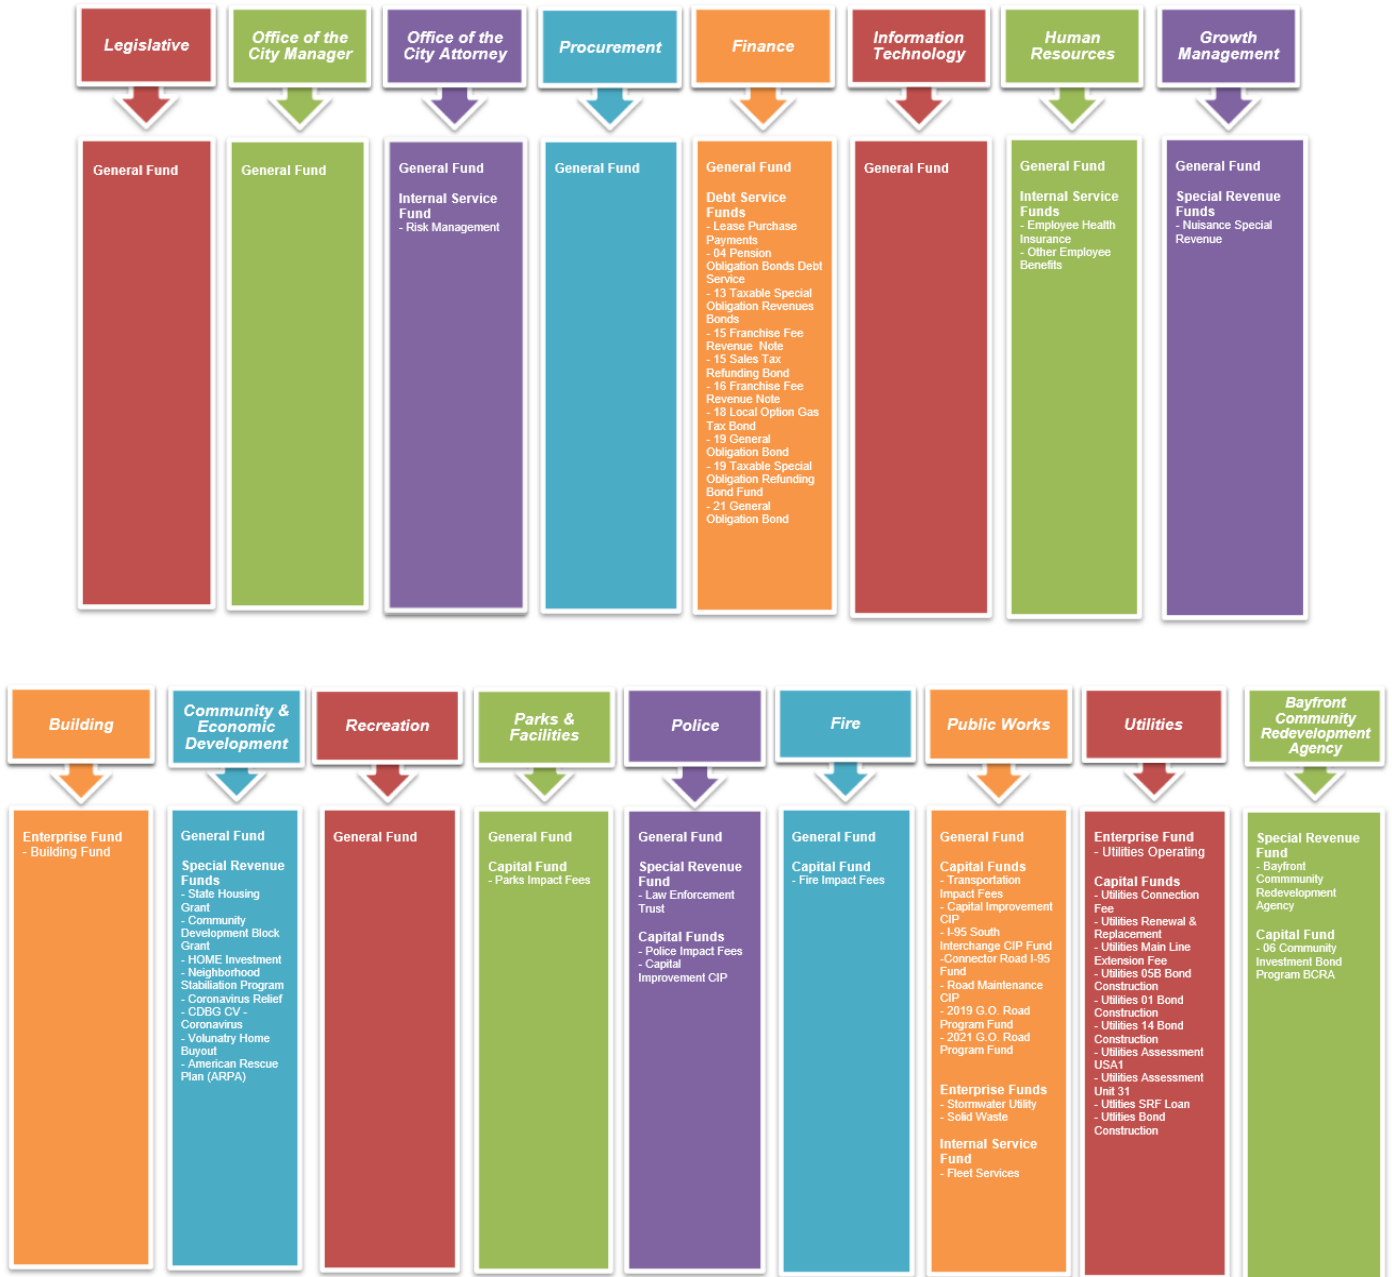 Legislative
Office of the
City Manager
Office of the
City Attorney
Procurement
Finance
Information
Technology
Human
Resources
Growth
Management
General Fund
General Fund
General Fund
Internal Service
Fund
- Risk Management
General Fund
General Fund
Debt Service
Funds
- Lease Purchase
Payments
- 04 Pension
Obligation Bonds Debt
Service
- 13 Taxable Special
Obligation Revenues
Bonds
- 15 Franchise Fee
Revenue Note
- 15 Sales Tax
Refunding Bond
- 16 Franchise Fee
Revenue Note
- 18 Local Option Gas
Tax Bond
- 19 General
Obligation Bond
- 19 Taxable Special
Obligation Refunding
Bond Fund
- 21 General
Obligation Bond
General Fund
General Fund
Internal Service
Funds
- Employee Health
Insurance
- Other Employee
Benefits
General Fund
Special Revenue
Funds
- Nuisance Special
Revenue
Building
Community &
Economic
Development
Recreation
Parks &
Facilities
Police
Fire
Public Works
Utilities
Bayfront
Community
Redevelopment
Agency
Enterprise Fund
- Building Fund
General Fund
Special Revenue
Funds
- State Housing
Grant
- Community
Development Block
Grant
- HOME Investment
- Neighborhood
Stabiliation Program
- Coronavirus Relief
- CDBG CV -
Coronavirus
- Volunatry Home
Buyout
- American Rescue
Plan (ARPA)
General Fund
General Fund
Capital Fund
- Parks Impact Fees
General Fund
Special Revenue
Fund
- Law Enforcement
Trust
Capital Funds
- Police Impact Fees
- Capital
Improvement CIP
General Fund
Capital Fund
- Fire Impact Fees
General Fund
Capital Funds
- Transportation
Impact Fees
- Capital Improvement
CIP
- I-95 South
Interchange CIP Fund
-Connector Road I-95
Fund
- Road Maintenance
CIP
- 2019 G.O. Road
Program Fund
- 2021 G.O. Road
Program Fund
Enterprise Funds
- Stormwater Utility
- Solid Waste
Internal Service
Fund
- Fleet Services
Enterprise Fund
- Utilities Operating
Capital Funds
- Utilities Connection
Fee
- Utilities Renewal &
Replacement
- Utilities Main Line
Extension Fee
- Utilities 05B Bond
Construction
- Utilities 01 Bond
Construction
- Utilities 14 Bond
Construction
- Utilities Assessment
USA1
- Utilities Assessment
Unit 31
- Utlities SRF Loan
- Utlities Bond
Construction
Special Revenue
Fund
- Bayfront
Commmunity
Redevelopment
Agency
Capital Fund
- 06 Community
Investment Bond
Program BCRA